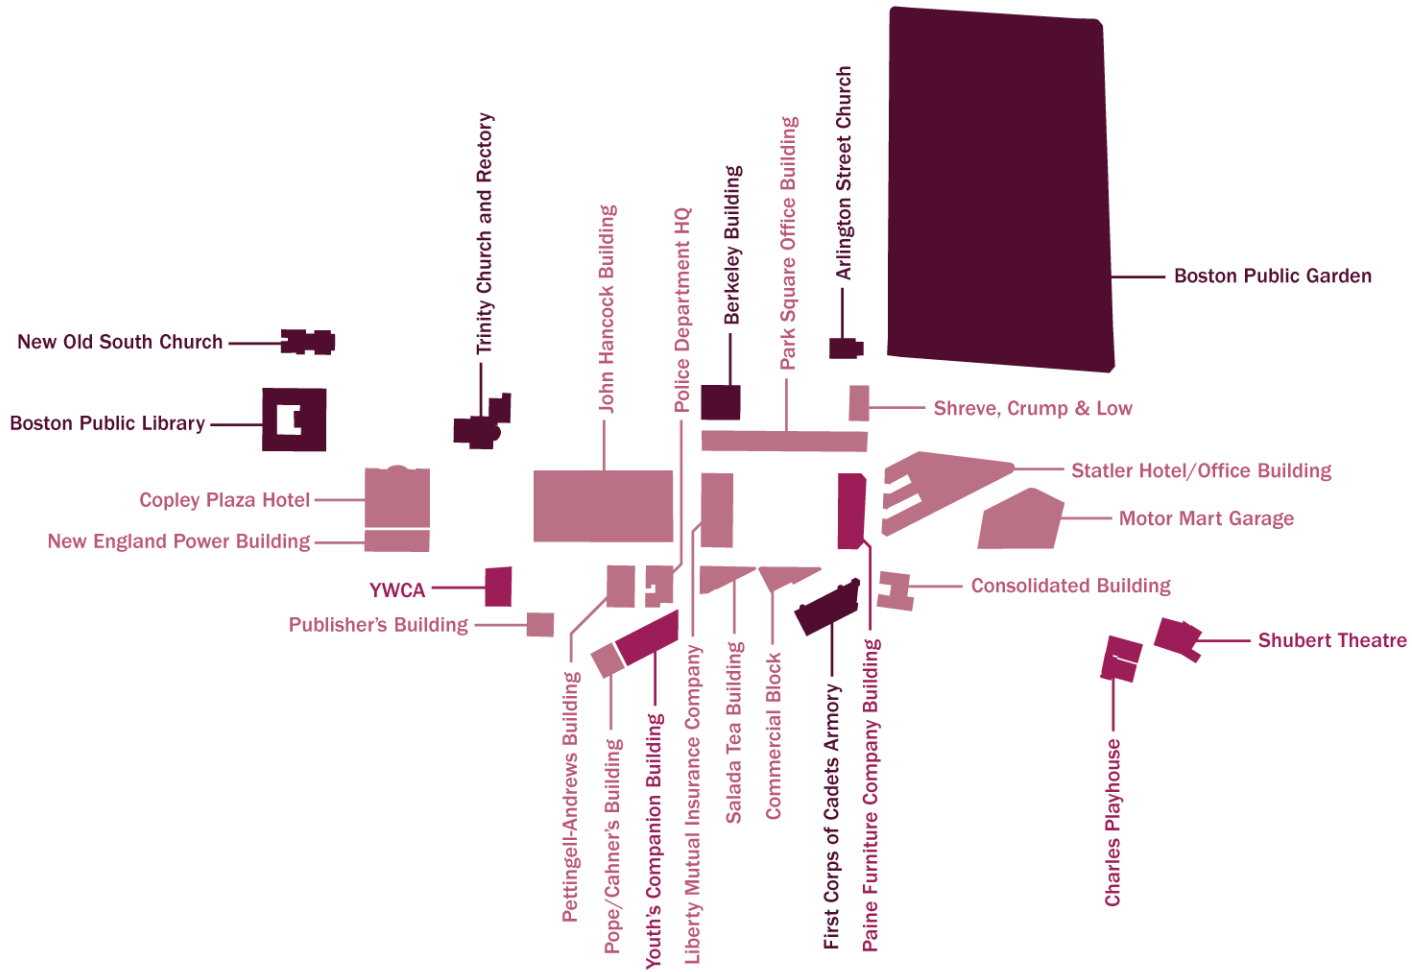 Arlington Street Church
Trinity Church and Rectory
Park Square Office Building
Berkeley Building
John Hancock Building
Police Department HQ
Boston Public Garden
New Old South Church
Boston Public Library
Shreve, Crump & Low
Statler Hotel/Office Building
Copley Plaza Hotel
Motor Mart Garage
New England Power Building
YWCA
Consolidated Building
Publisher's Building
Shubert Theatre
Pettingell-Andrews Building
Pope/Cahner's Building
Youth's Companion Building
Liberty Mutual Insurance Company
Salada Tea Building
Commercial Block
First Corps of Cadets Armory
Paine Furniture Company Building
Charles Playhouse